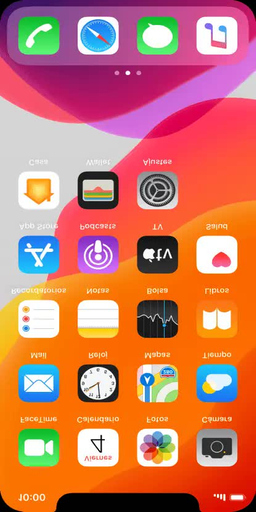 10:00
Viernes
4
FaceTime Calendario Fotos Cámara
280
Mail Reloj Mapas Tiempo
Recordatorios Notas Bolsa Libros
tv
App Store Podcasts TV Salud
Casa Wallet Ajustes